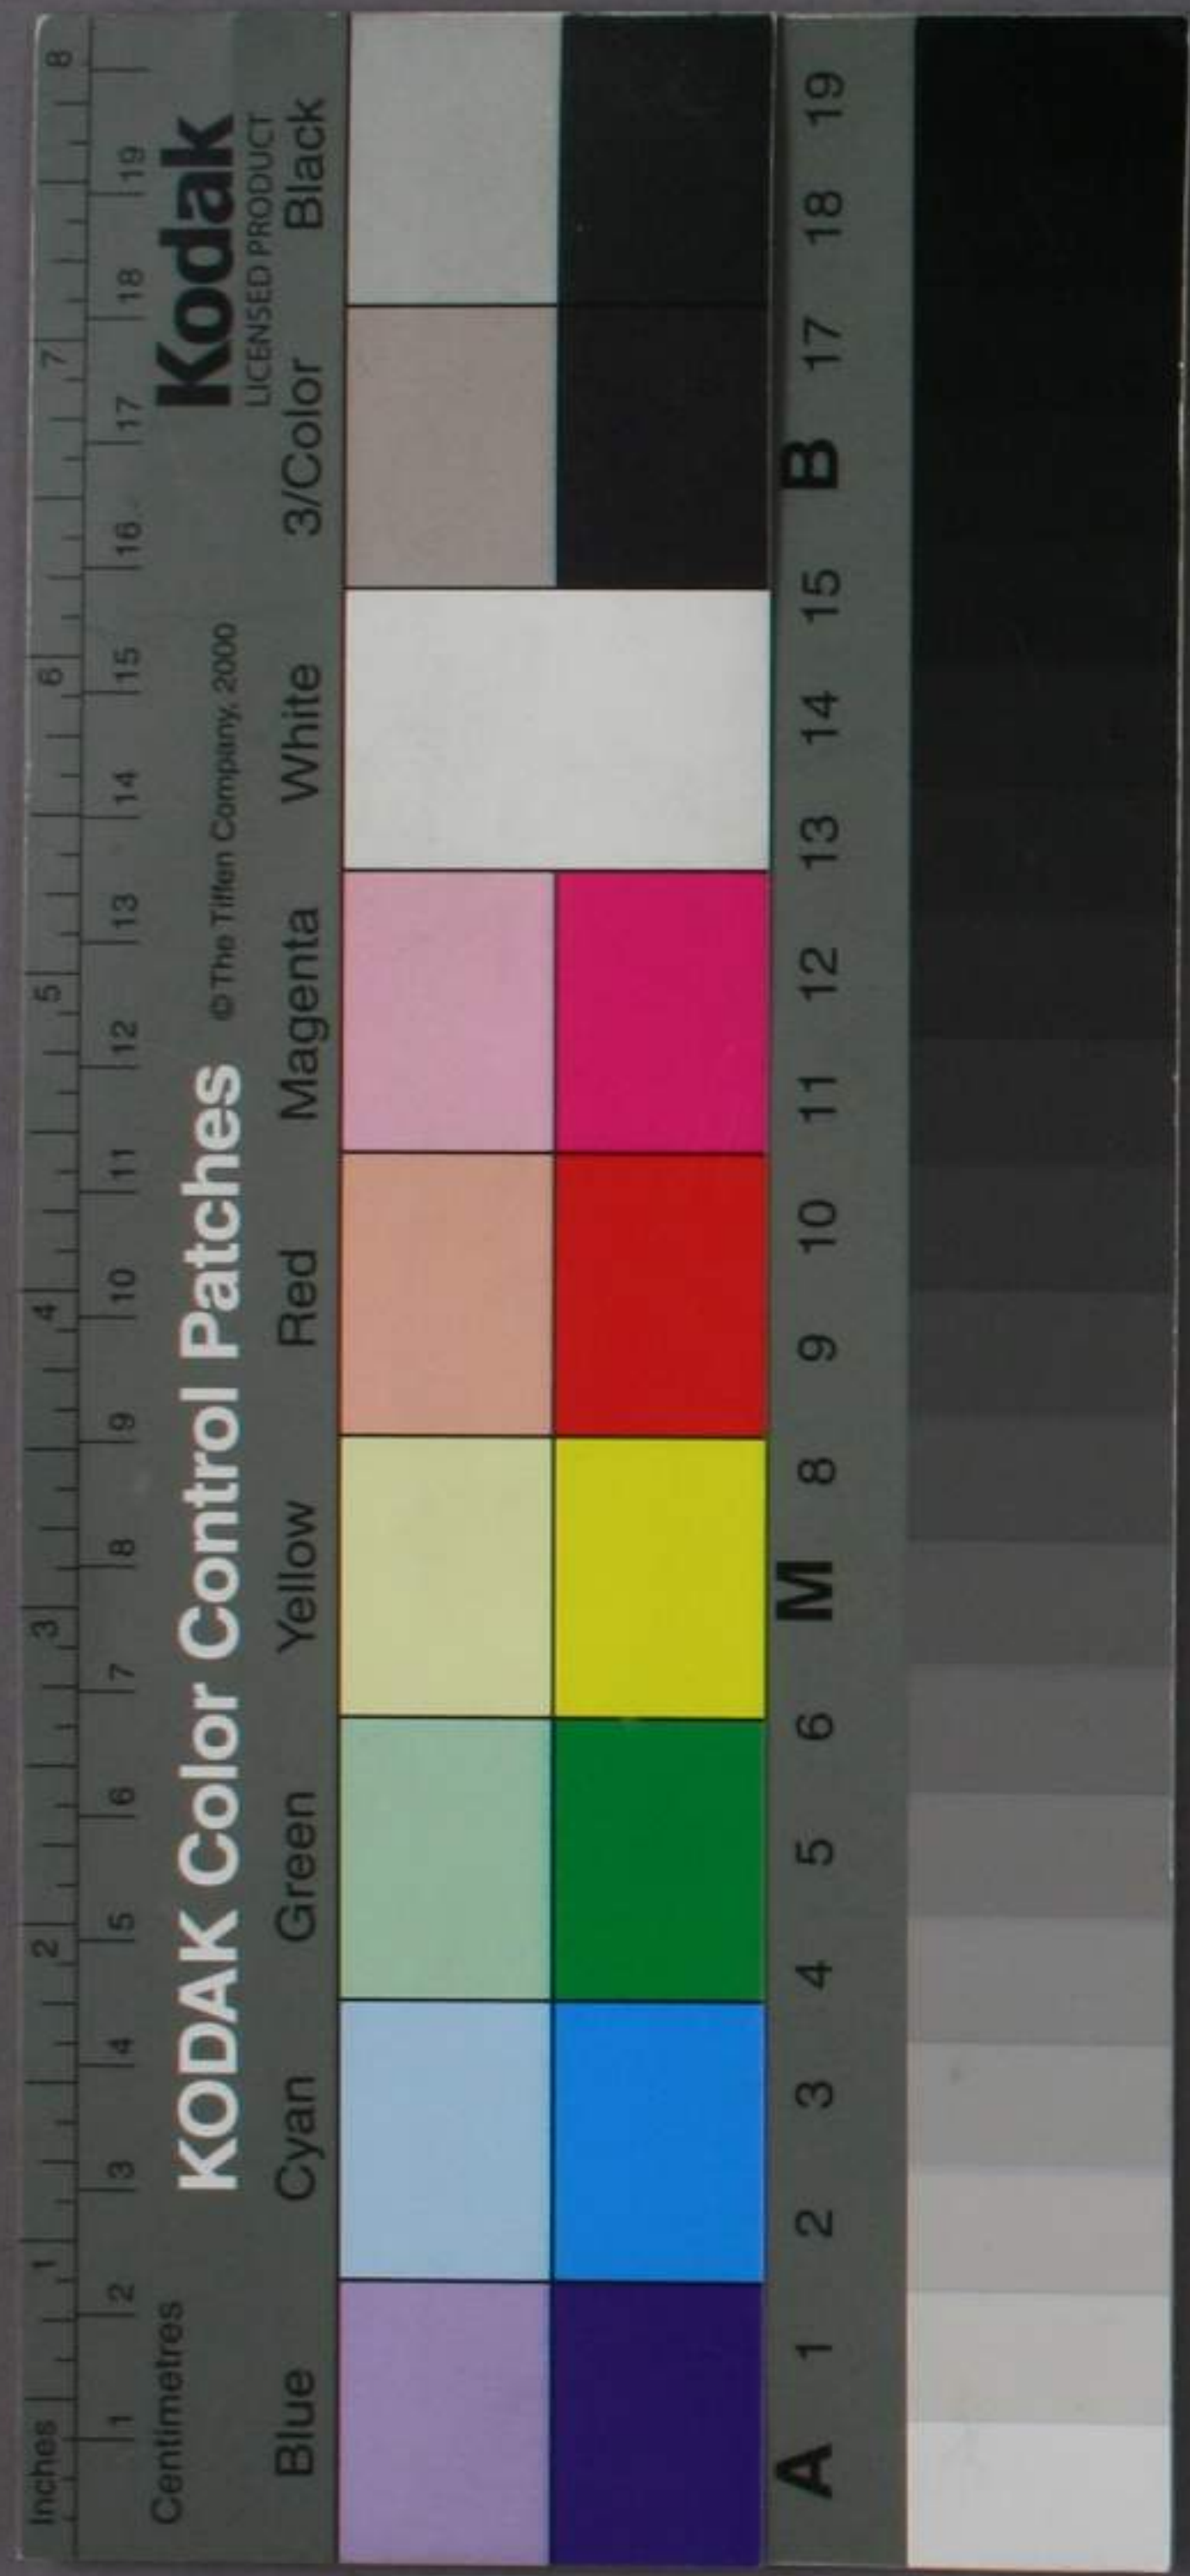 Inches 1 2 3 4 5 6 7 8
1 2 3 4 5 6 7 8 9 10 11 12 13 14 15 16 17 18 19
Centimetres
KODAK Color Control Patches © The Tiffen Company, 2000 Kodak
LICENSED PRODUCT
Blue Cyan Green Yellow Red Magenta White 3/Color Black
A 1 2 3 4 5 6 M 8 9 10 11 12 13 14 15 B 17 18 19